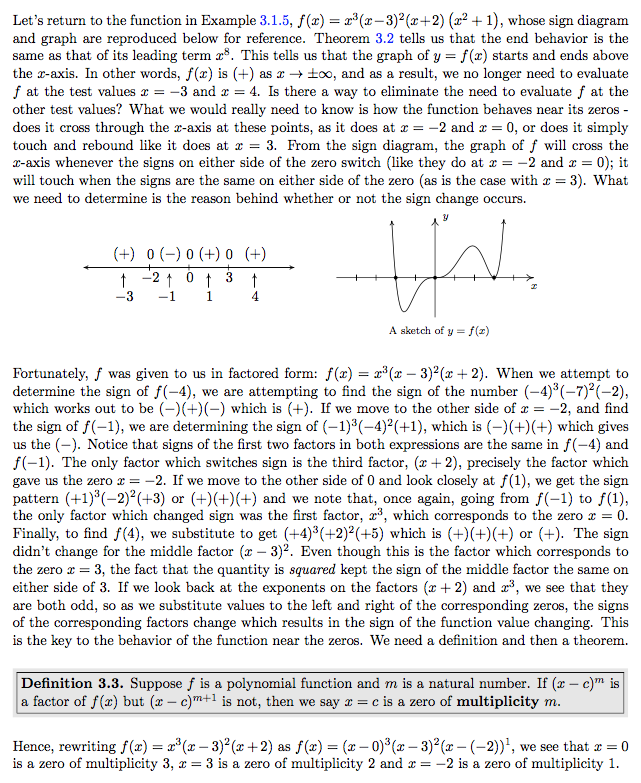 Let's return to the function in Example 3.1.5, f(x) = x³(x−3)²(x+2) (x² + 1), whose sign diagram
and graph are reproduced below for reference. Theorem 3.2 tells us that the end behavior is the
same as that of its leading term x⁸. This tells us that the graph of y = f(x) starts and ends above
the x-axis. In other words, f(x) is (+) as x → ±∞, and as a result, we no longer need to evaluate
f at the test values x = −3 and x = 4. Is there a way to eliminate the need to evaluate f at the
other test values? What we would really need to know is how the function behaves near its zeros -
does it cross through the x-axis at these points, as it does at x = −2 and x = 0, or does it simply
touch and rebound like it does at x = 3. From the sign diagram, the graph of f will cross the
x-axis whenever the signs on either side of the zero switch (like they do at x = −2 and x = 0); it
will touch when the signs are the same on either side of the zero (as is the case with x = 3). What
we need to determine is the reason behind whether or not the sign change occurs.
(+) 0 (−) 0 (+) 0 (+)
↑ −2 ↑ 0 ↑ 3 ↑
−3 −1 1 4
y
x
A sketch of y = f(x)
Fortunately, f was given to us in factored form: f(x) = x³(x − 3)²(x + 2). When we attempt to
determine the sign of f(−4), we are attempting to find the sign of the number (−4)³(−7)²(−2),
which works out to be (−)(+)(−) which is (+). If we move to the other side of x = −2, and find
the sign of f(−1), we are determining the sign of (−1)³(−4)²(+1), which is (−)(+)(+) which gives
us the (−). Notice that signs of the first two factors in both expressions are the same in f(−4) and
f(−1). The only factor which switches sign is the third factor, (x + 2), precisely the factor which
gave us the zero x = −2. If we move to the other side of 0 and look closely at f(1), we get the sign
pattern (+1)³(−2)²(+3) or (+)(+)(+) and we note that, once again, going from f(−1) to f(1),
the only factor which changed sign was the first factor, x³, which corresponds to the zero x = 0.
Finally, to find f(4), we substitute to get (+4)³(+2)²(+5) which is (+)(+)(+) or (+). The sign
didn't change for the middle factor (x − 3)². Even though this is the factor which corresponds to
the zero x = 3, the fact that the quantity is squared kept the sign of the middle factor the same on
either side of 3. If we look back at the exponents on the factors (x + 2) and x³, we see that they
are both odd, so as we substitute values to the left and right of the corresponding zeros, the signs
of the corresponding factors change which results in the sign of the function value changing. This
is the key to the behavior of the function near the zeros. We need a definition and then a theorem.
Definition 3.3. Suppose f is a polynomial function and m is a natural number. If (x − c)ᵐ is
a factor of f(x) but (x − c)ᵐ⁺¹ is not, then we say x = c is a zero of multiplicity m.
Hence, rewriting f(x) = x³(x − 3)²(x + 2) as f(x) = (x − 0)³(x − 3)²(x − (−2))¹, we see that x = 0
is a zero of multiplicity 3, x = 3 is a zero of multiplicity 2 and x = −2 is a zero of multiplicity 1.